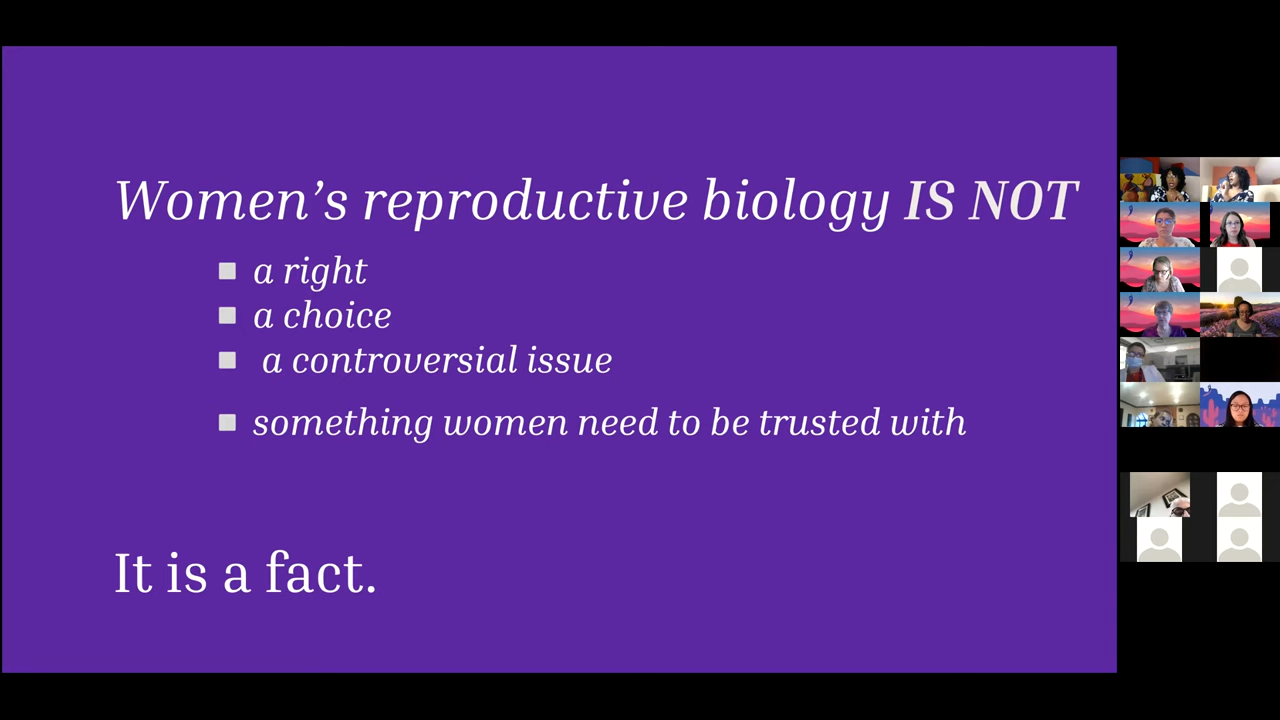 Women’s reproductive biology IS NOT
a right
a choice
a controversial issue
something women need to be trusted with
It is a fact.